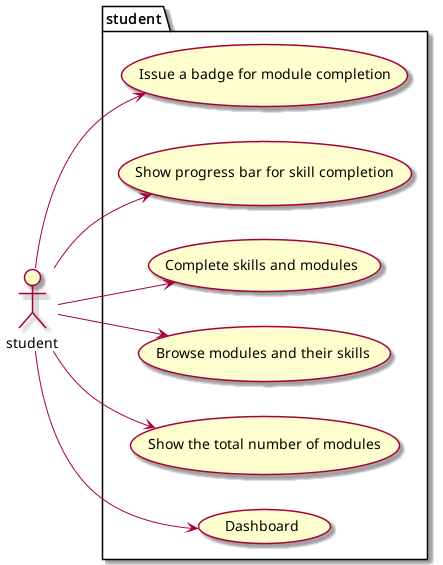 student
Issue a badge for module completion
Show progress bar for skill completion
Complete skills and modules
student
Browse modules and their skills
Show the total number of modules
Dashboard